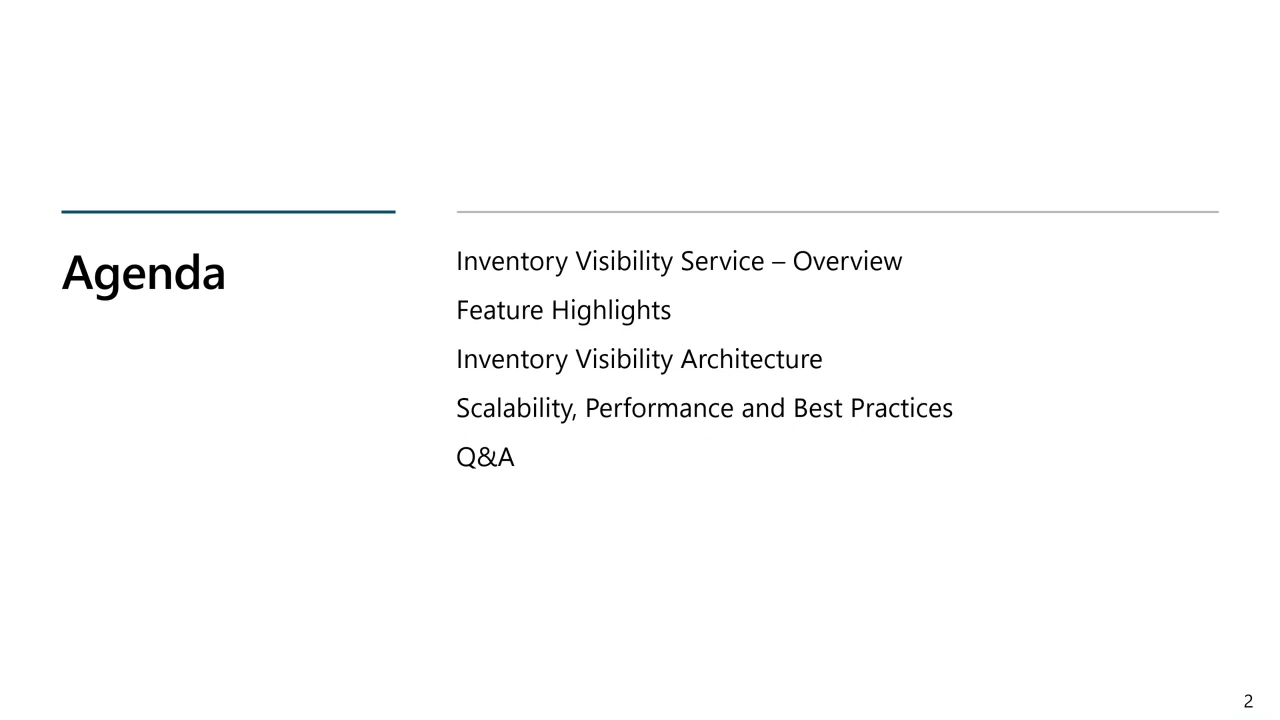 Agenda
Inventory Visibility Service – Overview
Feature Highlights
Inventory Visibility Architecture
Scalability, Performance and Best Practices
Q&A
2